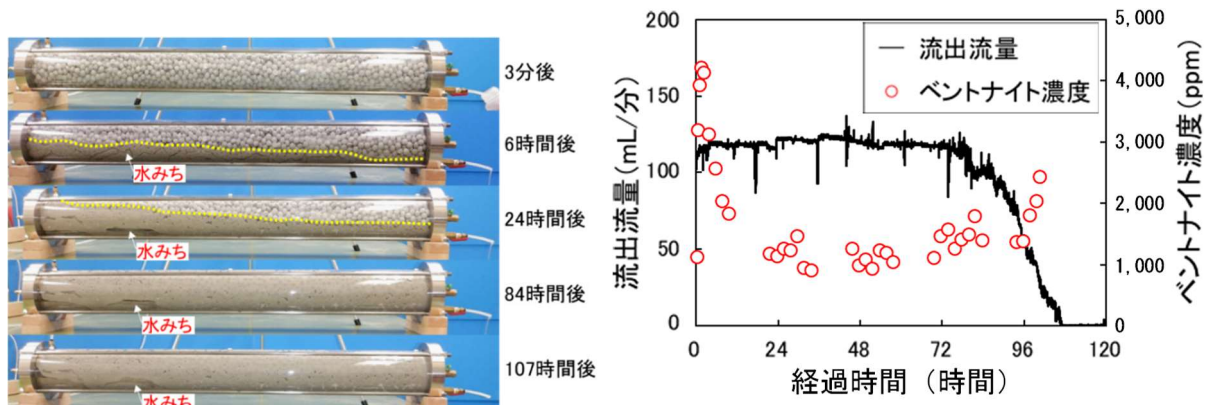 3分後
6時間後
水みち
24時間後
水みち
84時間後
水みち
107時間後
水みち
流出流量(mL/分)
200
150
100
50
0
流出流量
ベントナイト濃度
5,000
4,000
3,000
2,000
1,000
0
ベントナイト濃度(ppm)
0 24 48 72 96 120
経過時間（時間）